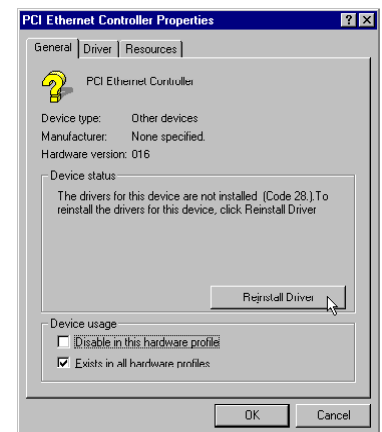 PCI Ethernet Controller Properties
General Driver Resources
PCI Ethernet Controller
Device type: Other devices
Manufacturer: None specified.
Hardware version: 016
Device status
The drivers for this device are not installed (Code 28.).To
reinstall the drivers for this device, click Reinstall Driver
Reinstall Driver
Device usage
Disable in this hardware profile
Exists in all hardware profiles
OK Cancel